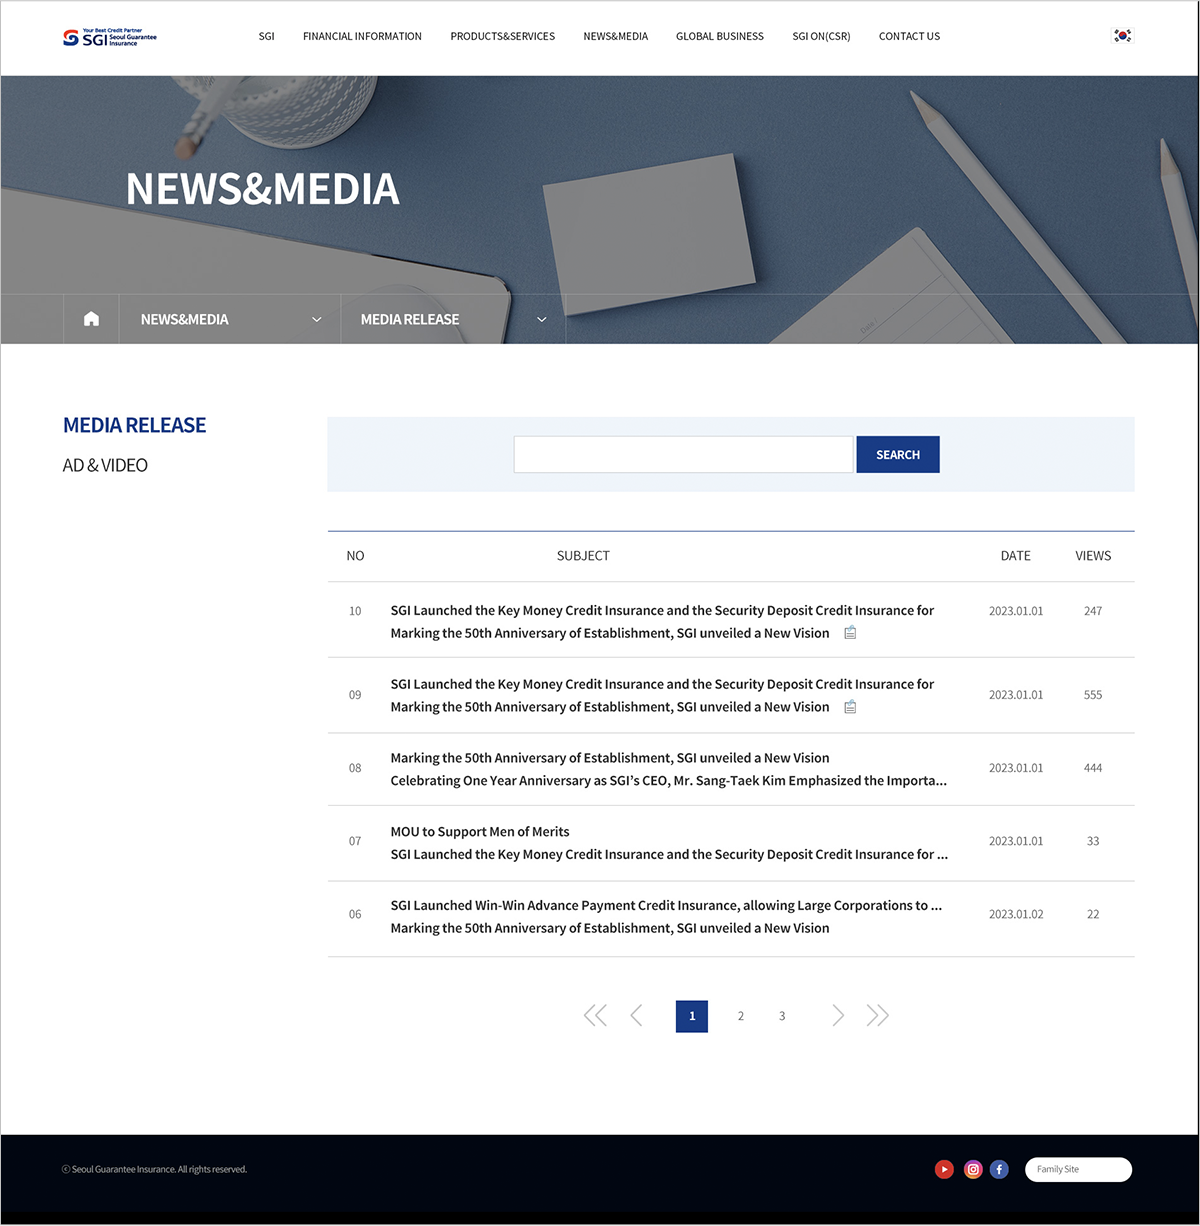 Your Best Credit Partner
SGI Seoul Guarantee Insurance
SGI
FINANCIAL INFORMATION
PRODUCTS&SERVICES
NEWS&MEDIA
GLOBAL BUSINESS
SGI ON(CSR)
CONTACT US
NEWS&MEDIA
Date /
NEWS&MEDIA
MEDIA RELEASE
MEDIA RELEASE
AD & VIDEO
SEARCH
NO SUBJECT DATE VIEWS
10 SGI Launched the Key Money Credit Insurance and the Security Deposit Credit Insurance for 2023.01.01 247
Marking the 50th Anniversary of Establishment, SGI unveiled a New Vision
09 SGI Launched the Key Money Credit Insurance and the Security Deposit Credit Insurance for 2023.01.01 555
Marking the 50th Anniversary of Establishment, SGI unveiled a New Vision
08 Marking the 50th Anniversary of Establishment, SGI unveiled a New Vision 2023.01.01 444
Celebrating One Year Anniversary as SGI’s CEO, Mr. Sang-Taek Kim Emphasized the Importa...
07 MOU to Support Men of Merits 2023.01.01 33
SGI Launched the Key Money Credit Insurance and the Security Deposit Credit Insurance for ...
06 SGI Launched Win-Win Advance Payment Credit Insurance, allowing Large Corporations to ... 2023.01.02 22
Marking the 50th Anniversary of Establishment, SGI unveiled a New Vision
1 2 3
ⓒ Seoul Guarantee Insurance. All rights reserved.
Family Site